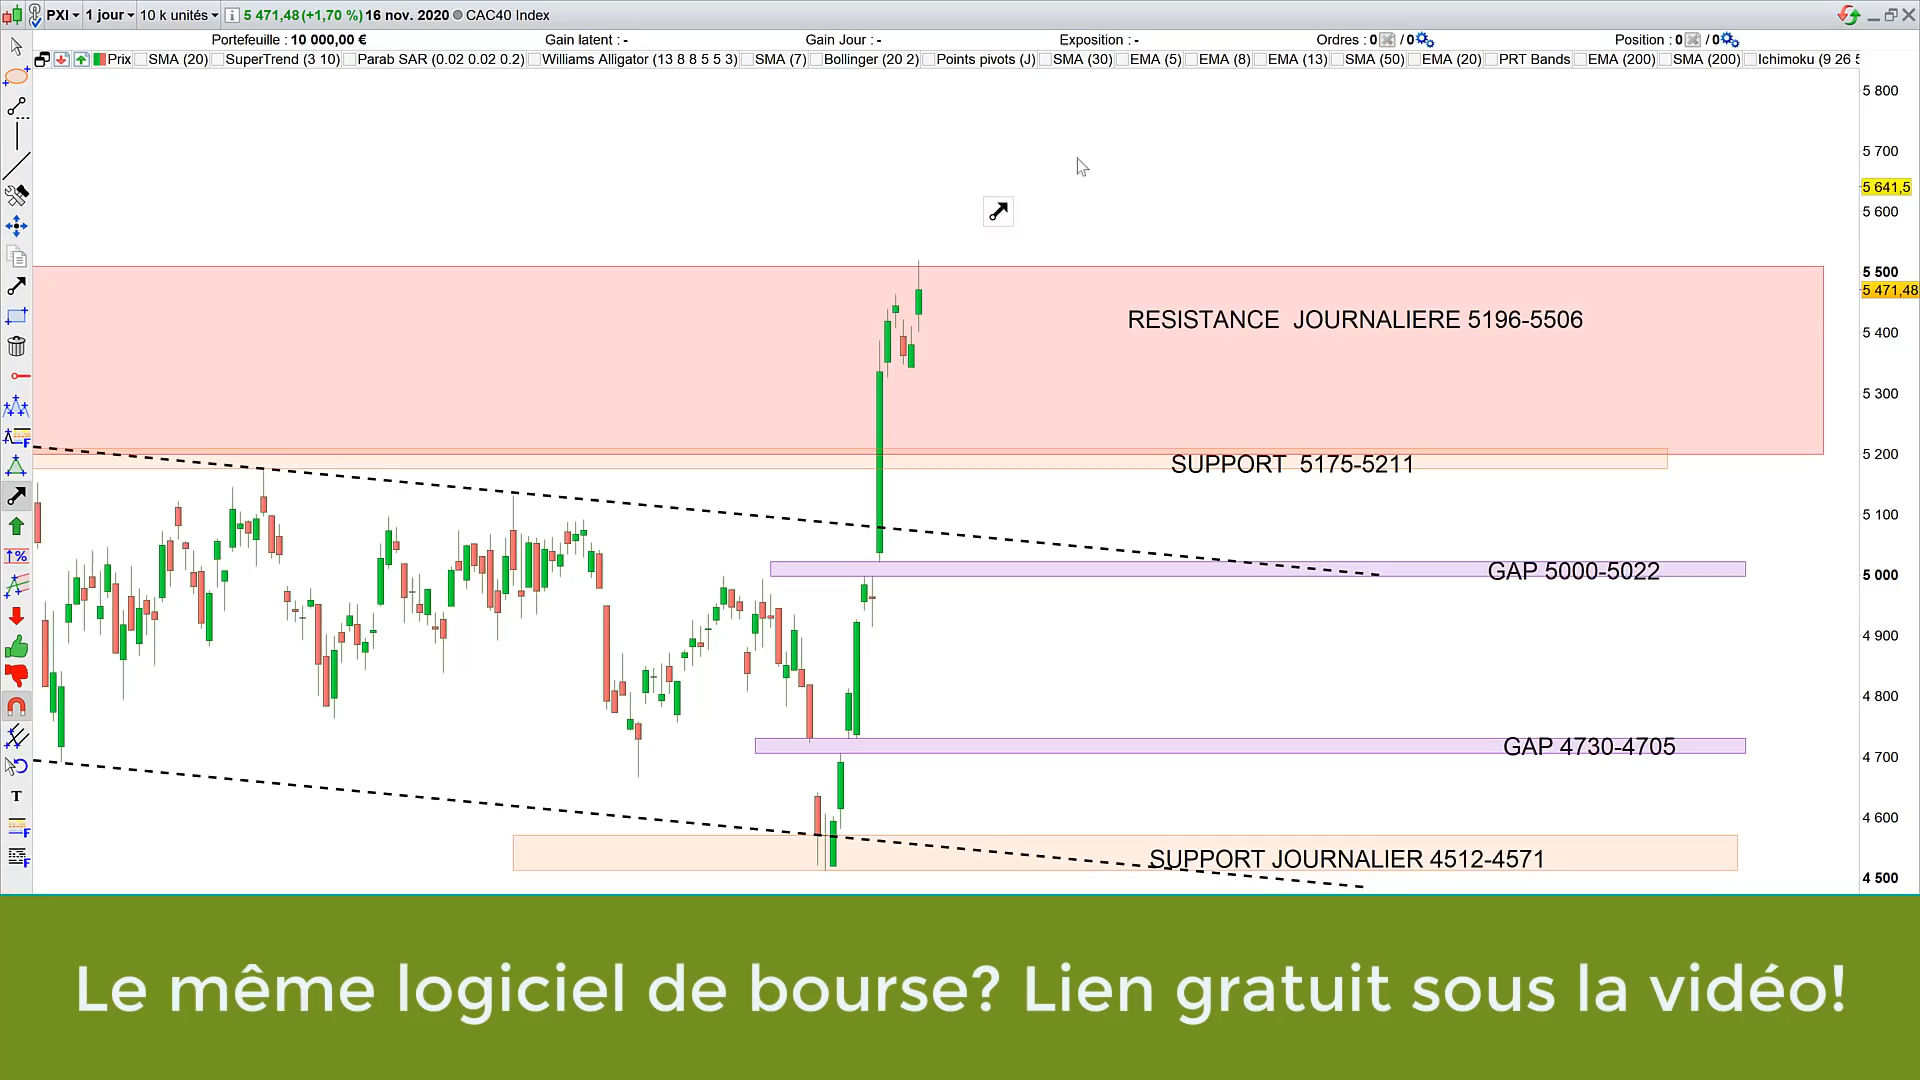 PXI 1 jour 10 k unités 5 471,48 (+1,70 %) 16 nov. 2020 CAC40 Index
Portefeuille : 10 000,00 € Gain latent : - Gain Jour : - Exposition : - Ordres : 0 / 0 Position : 0 / 0
Prix SMA (20) SuperTrend (3 10) Parab SAR (0.02 0.02 0.2) Williams Alligator (13 8 8 5 5 3) SMA (7) Bollinger (20 2) Points pivots (J) SMA (30) EMA (5) EMA (8) EMA (13) SMA (50) EMA (20) PRT Bands EMA (200) SMA (200) Ichimoku (9 26 5
5 800
5 700
5 641,5
5 600
5 500
5 471,48
RESISTANCE JOURNALIERE 5196-5506
5 400
5 300
5 200
SUPPORT 5175-5211
5 100
GAP 5000-5022
5 000
4 900
4 800
GAP 4730-4705
4 700
4 600
SUPPORT JOURNALIER 4512-4571
4 500
Le même logiciel de bourse? Lien gratuit sous la vidéo!